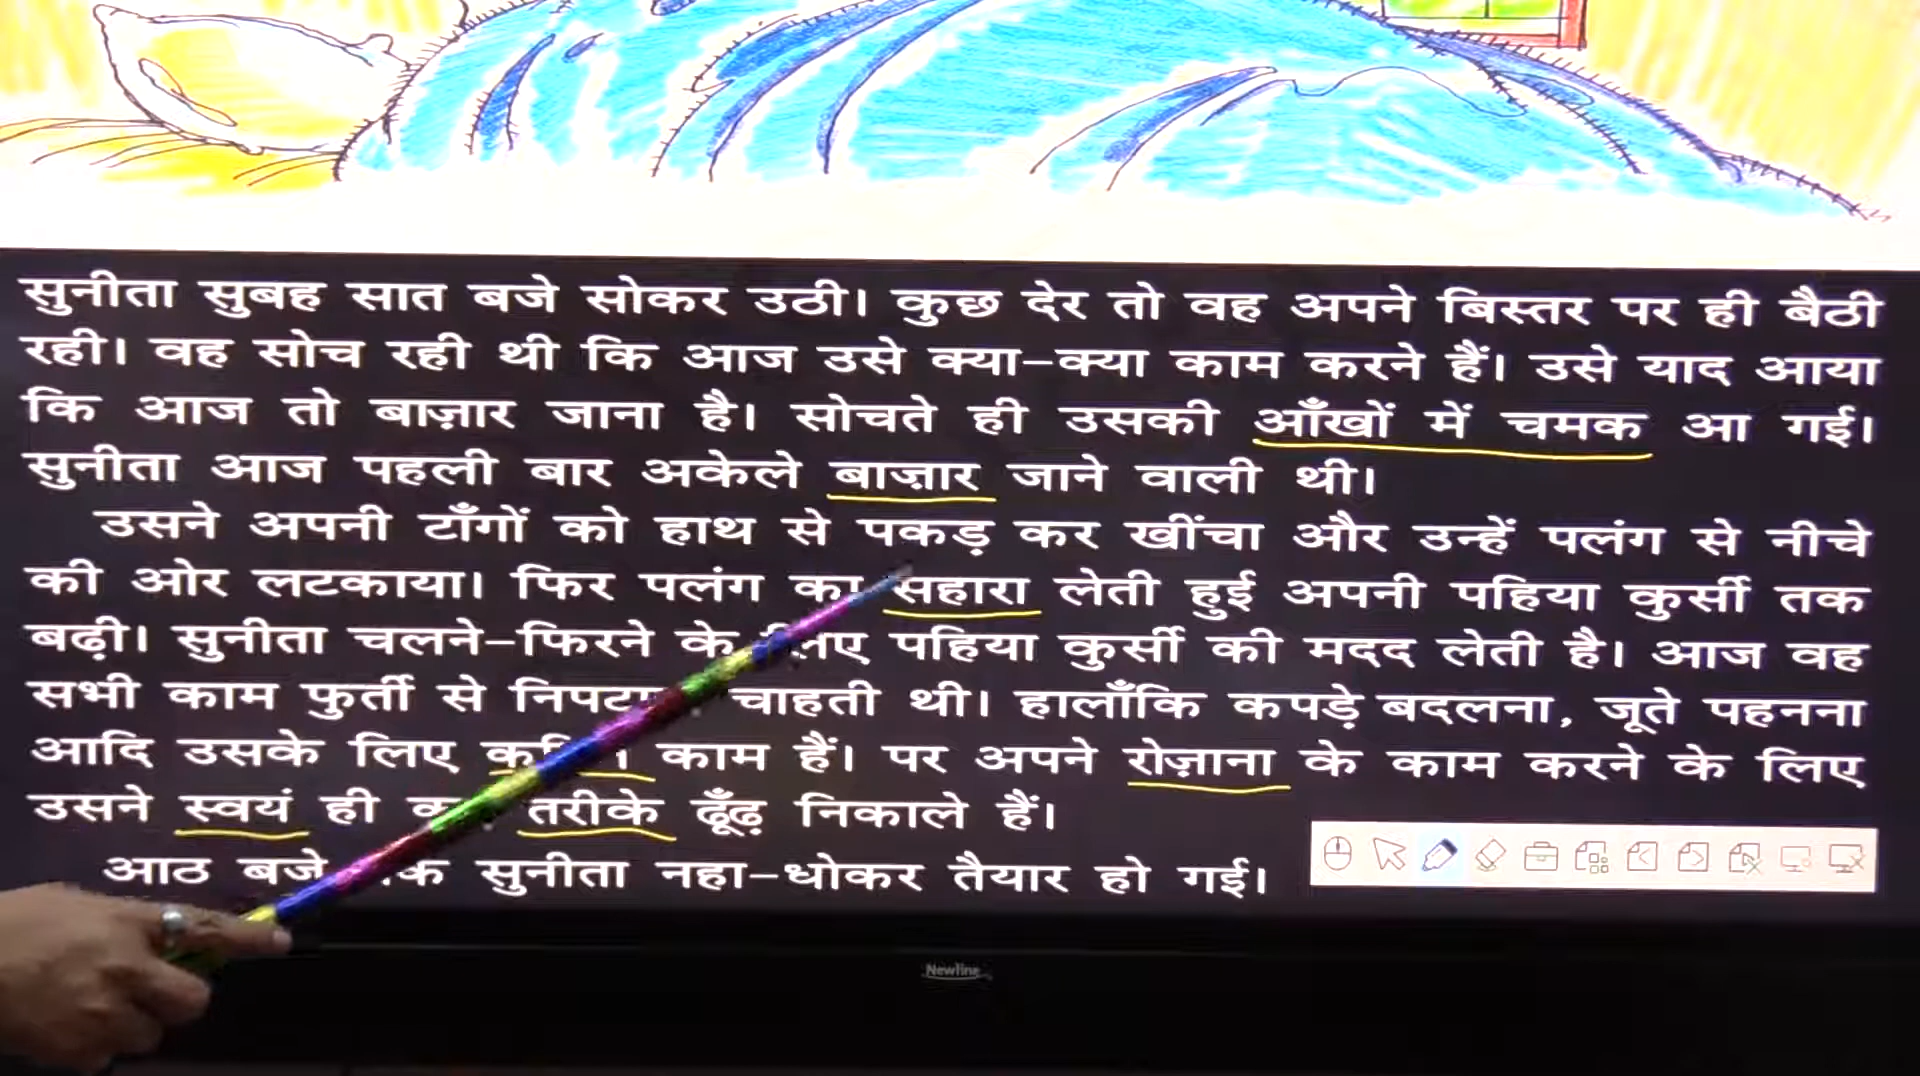 सुनीता सुबह सात बजे सोकर उठी। कुछ देर तो वह अपने बिस्तर पर ही बैठी
रही। वह सोच रही थी कि आज उसे क्या-क्या काम करने हैं। उसे याद आया
कि आज तो बाज़ार जाना है। सोचते ही उसकी आँखों में चमक आ गई।
सुनीता आज पहली बार अकेले बाज़ार जाने वाली थी।
उसने अपनी टाँगों को हाथ से पकड़ कर खींचा और उन्हें पलंग से नीचे
की ओर लटकाया। फिर पलंग का सहारा लेती हुई अपनी पहिया कुर्सी तक
बढ़ी। सुनीता चलने-फिरने के लिए पहिया कुर्सी की मदद लेती है। आज वह
सभी काम फुर्ती से चाहती थी। हालाँकि कपड़े बदलना, जूते पहनना
आदि उसके लिए काम हैं। पर अपने रोज़ाना के काम करने के लिए
उसने स्वयं ही तरीके ढूँढ़ निकाले हैं।
आठ बजे सुनीता नहा-धोकर तैयार हो गई।
Newline